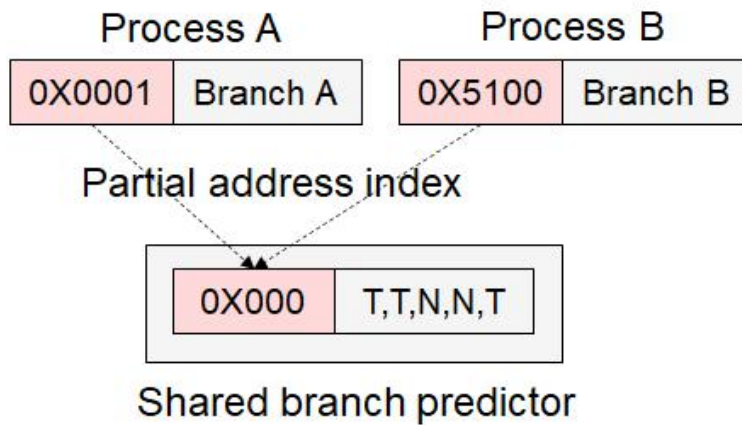 Process A
Process B
0X0001 Branch A
0X5100 Branch B
Partial address index
0X000 T,T,N,N,T
Shared branch predictor